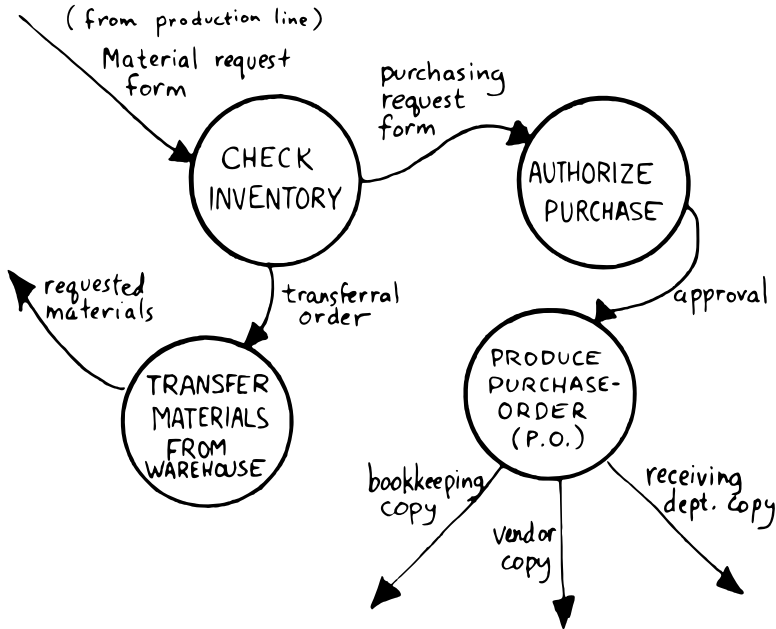 (from production line)
Material request
form
purchasing
request
form
CHECK
INVENTORY
AUTHORIZE
PURCHASE
requested
materials
transferral
order
approval
TRANSFER
MATERIALS
FROM
WAREHOUSE
PRODUCE
PURCHASE-
ORDER
(P.O.)
bookkeeping
copy
vendor
copy
receiving
dept. copy